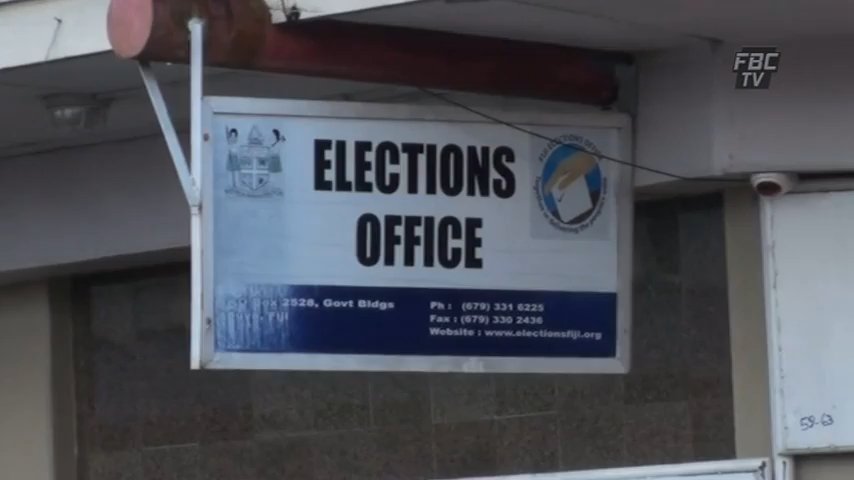 FBC
TV
ELECTIONS
OFFICE
Box 2528, Govt Bldgs
Ph : (679) 331 6225
Fax : (679) 330 2436
Website : www.electionsfiji.org
59-63